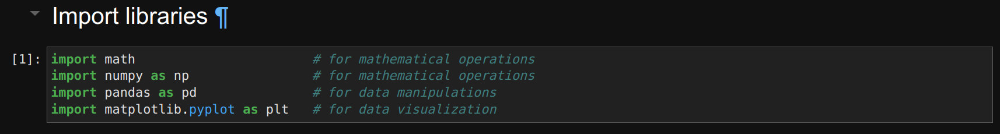 Import libraries ¶
[1]: import math                       # for mathematical operations
import numpy as np                # for mathematical operations
import pandas as pd               # for data manipulations
import matplotlib.pyplot as plt   # for data visualization